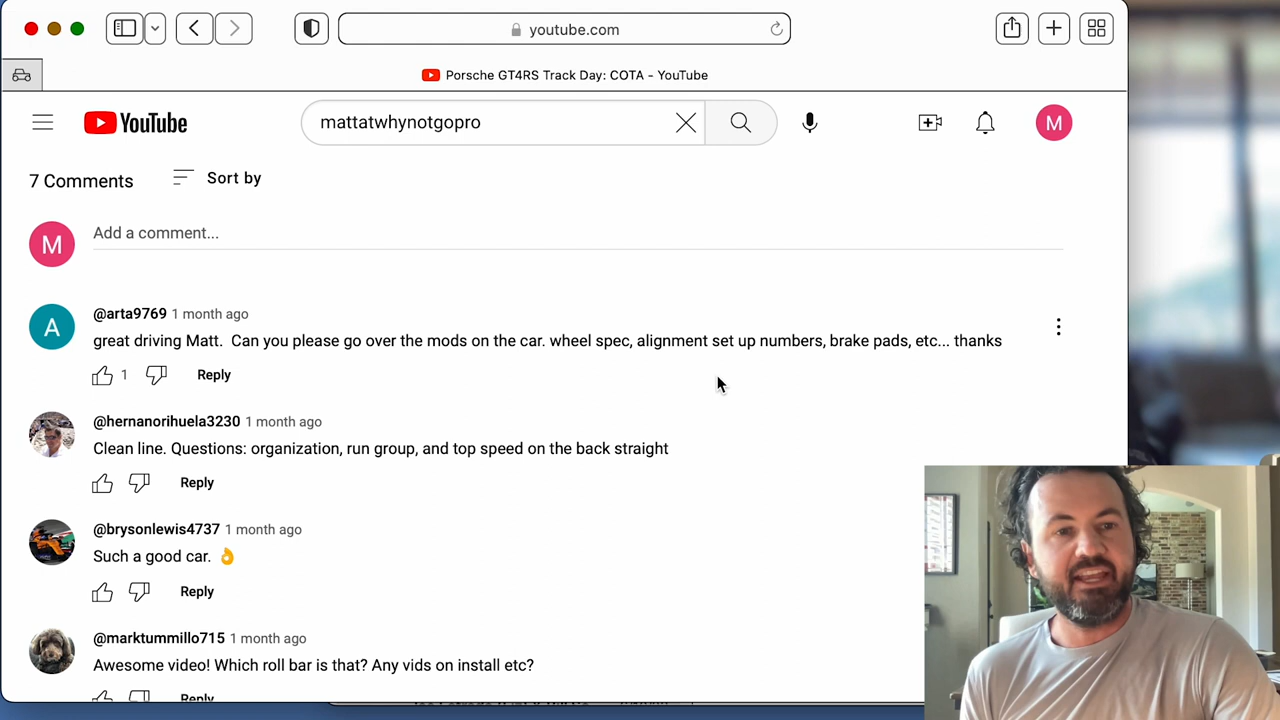 youtube.com
Porsche GT4RS Track Day: COTA - YouTube
YouTube
mattatwhynotgopro
M
7 Comments
Sort by
M
Add a comment...
A
@arta9769 1 month ago
great driving Matt. Can you please go over the mods on the car. wheel spec, alignment set up numbers, brake pads, etc... thanks
1
Reply
@hernanorihuela3230 1 month ago
Clean line. Questions: organization, run group, and top speed on the back straight
Reply
@brysonlewis4737 1 month ago
Such a good car. 👌
Reply
@marktummillo715 1 month ago
Awesome video! Which roll bar is that? Any vids on install etc?
Reply